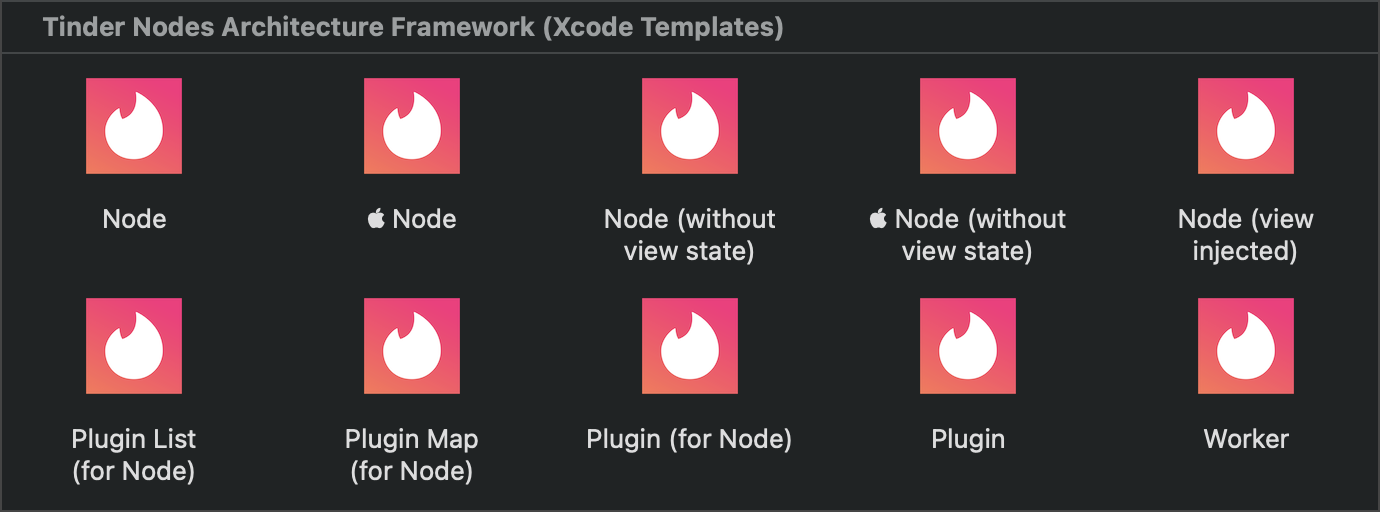 Tinder Nodes Architecture Framework (Xcode Templates)
Node
 Node
Node (without
view state)
 Node (without
view state)
Node (view
injected)
Plugin List
(for Node)
Plugin Map
(for Node)
Plugin (for Node)
Plugin
Worker